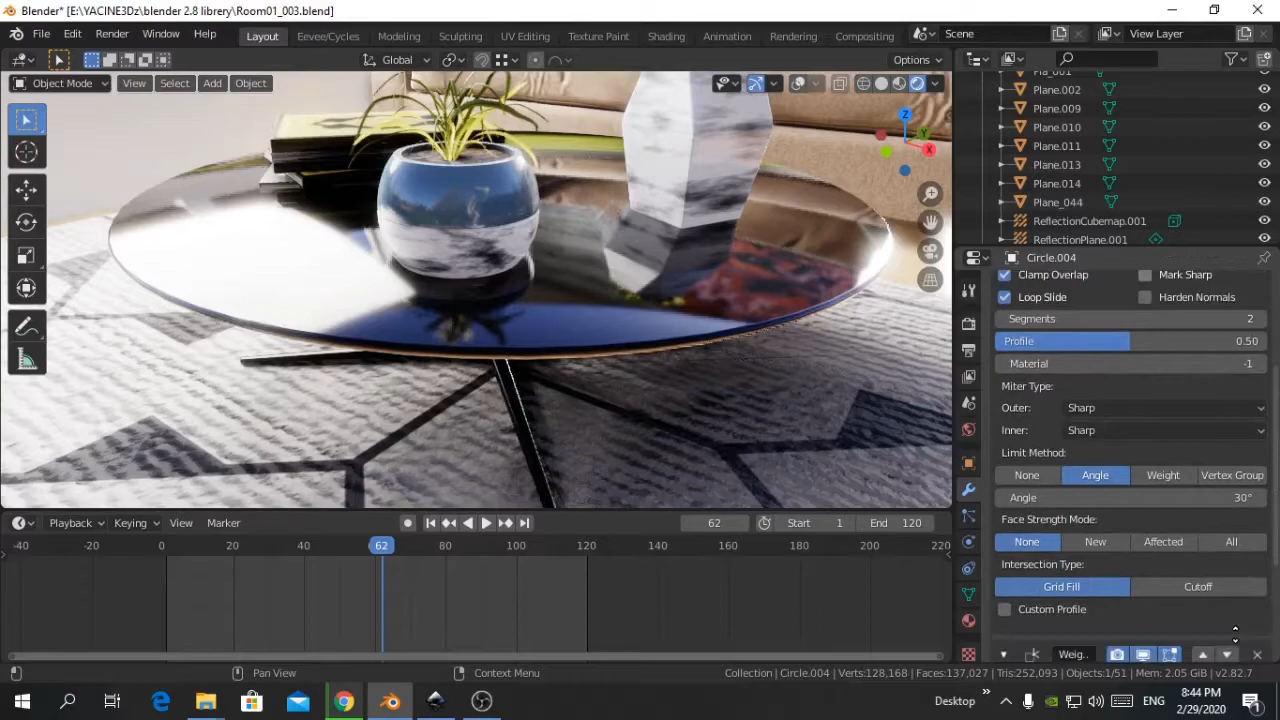 Blender* [E:\YACINE3Dz\blender 2.8 librery\Room01_003.blend]
File Edit Render Window Help Layout Eevee/Cycles Modeling Sculpting UV Editing Texture Paint Shading Animation Rendering Compositing Scene View Layer
Global Options
Object Mode View Select Add Object
Plane.002
Plane.009
Plane.010
Plane.011
Plane.013
Plane.014
Plane_044
ReflectionCubemap.001
ReflectionPlane.001
Z
Y
X
Circle.004
Clamp Overlap Mark Sharp
Loop Slide Harden Normals
Segments 2
Profile 0.50
Material -1
Miter Type:
Outer: Sharp
Inner: Sharp
Limit Method:
None Angle Weight Vertex Group
Angle 30°
Face Strength Mode:
None New Affected All
Intersection Type:
Grid Fill Cutoff
Custom Profile
Weig..
Playback Keying View Marker 62 Start 1 End 120
-40 -20 0 20 40 62 80 100 120 140 160 180 200 220
Pan View Context Menu Collection | Circle.004 | Verts:128,168 | Faces:137,027 | Tris:252,093 | Objects:1/51 | Mem: 2.05 GiB | v2.82.7
Desktop » ENG 8:44 PM
2/29/2020
1